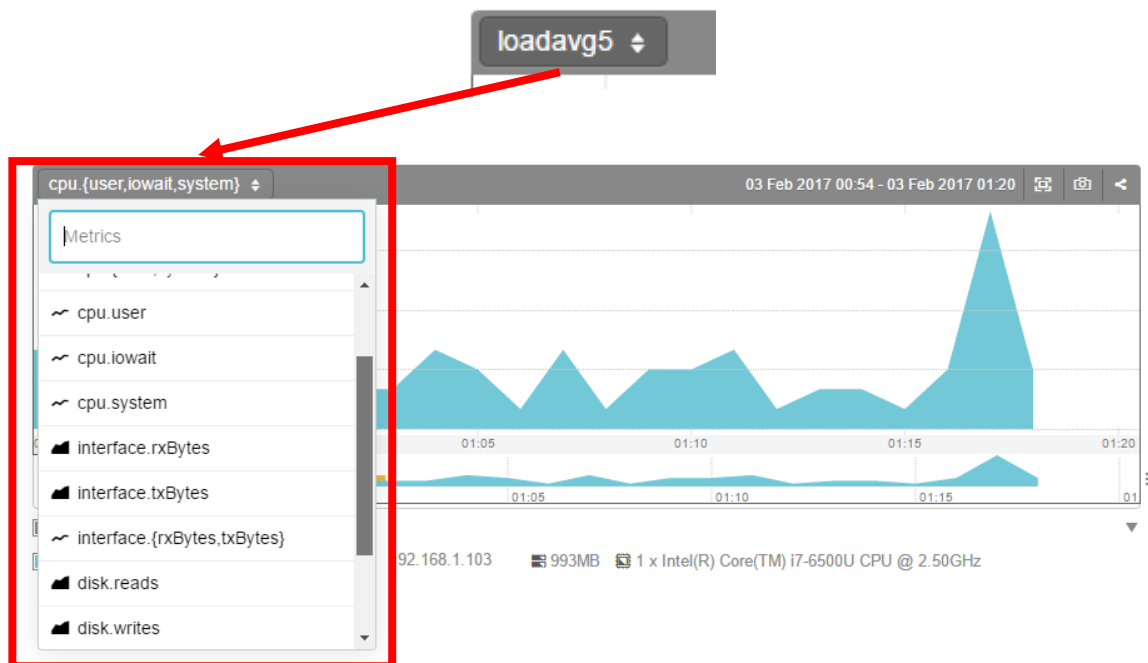 loadavg5
cpu.{user,iowait,system}
03 Feb 2017 00:54 - 03 Feb 2017 01:20
Metrics
cpu.user
cpu.iowait
cpu.system
interface.rxBytes
interface.txBytes
interface.{rxBytes,txBytes}
disk.reads
disk.writes
01:05 01:10 01:15 01:20
01:05 01:10 01:15 01
92.168.1.103 993MB 1 x Intel(R) Core(TM) i7-6500U CPU @ 2.50GHz